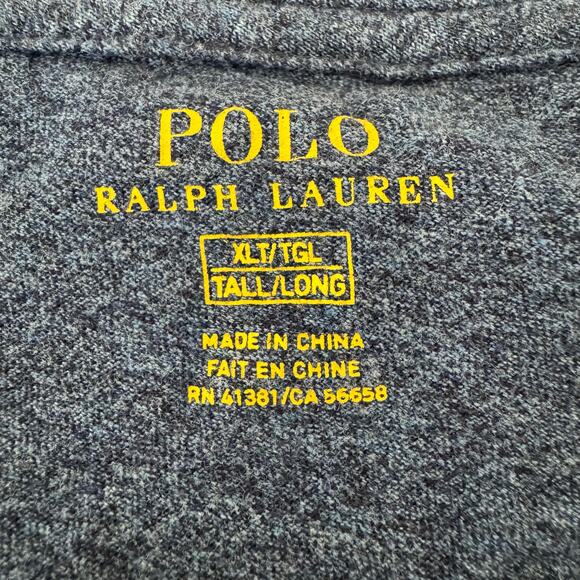 POLO
RALPH LAUREN
XLT/TGL
TALL/LONG
MADE IN CHINA
FAIT EN CHINE
RN 41381/CA 56658